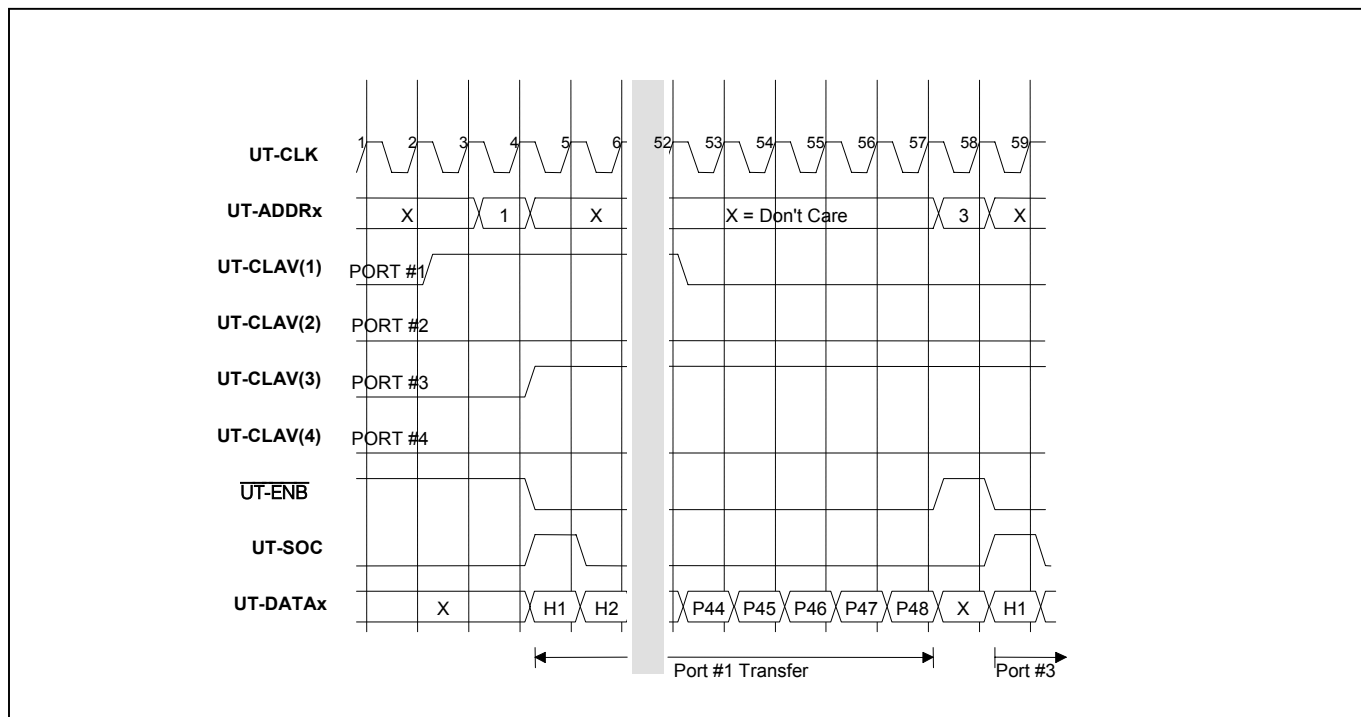 UT-CLK 1 2 3 4 5 6 52 53 54 55 56 57 58 59
UT-ADDRx X 1 X X = Don't Care 3 X
UT-CLAV(1) PORT #1
UT-CLAV(2) PORT #2
UT-CLAV(3) PORT #3
UT-CLAV(4) PORT #4
UT-ENB
UT-SOC
UT-DATAx X H1 H2 P44 P45 P46 P47 P48 X H1
Port #1 Transfer Port #3